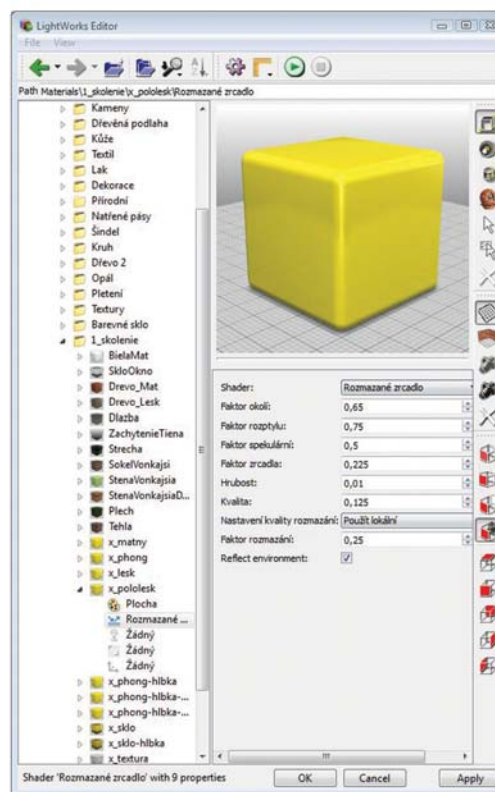 LightWorks Editor
File View
Path Materials\1_skolenie\x_pololesk\Rozmazané zrcadlo
Kameny
Dřevěná podlaha
Kůže
Textil
Lak
Dekorace
Přírodní
Natřené pásy
Šindel
Kruh
Dřevo 2
Opál
Pletení
Textury
Barevné sklo
1_skolenie
BielaMat
SkloOkno
Drevo_Mat
Drevo_Lesk
Dlazba
ZachytenieTiena
Strecha
SokelVonkajsi
StenaVonkajsia
StenaVonkajsiaD...
Plech
Tehla
x_matny
x_phong
x_lesk
x_pololesk
Plocha
Rozmazané ...
Žádný
Žádný
Žádný
x_phong-hlbka
x_phong-hlbka-...
x_phong-hlbka-...
x_sklo
x_sklo-hlbka
x_textura
Shader: Rozmazané zrcadlo
Faktor okolí: 0,65
Faktor rozptylu: 0,75
Faktor spekulární: 0,5
Faktor zrcadla: 0,225
Hrubost: 0,01
Kvalita: 0,125
Nastavení kvality rozmazání: Použít lokální
Faktor rozmazání: 0,25
Reflect environment:
Shader 'Rozmazané zrcadlo' with 9 properties
OK Cancel Apply